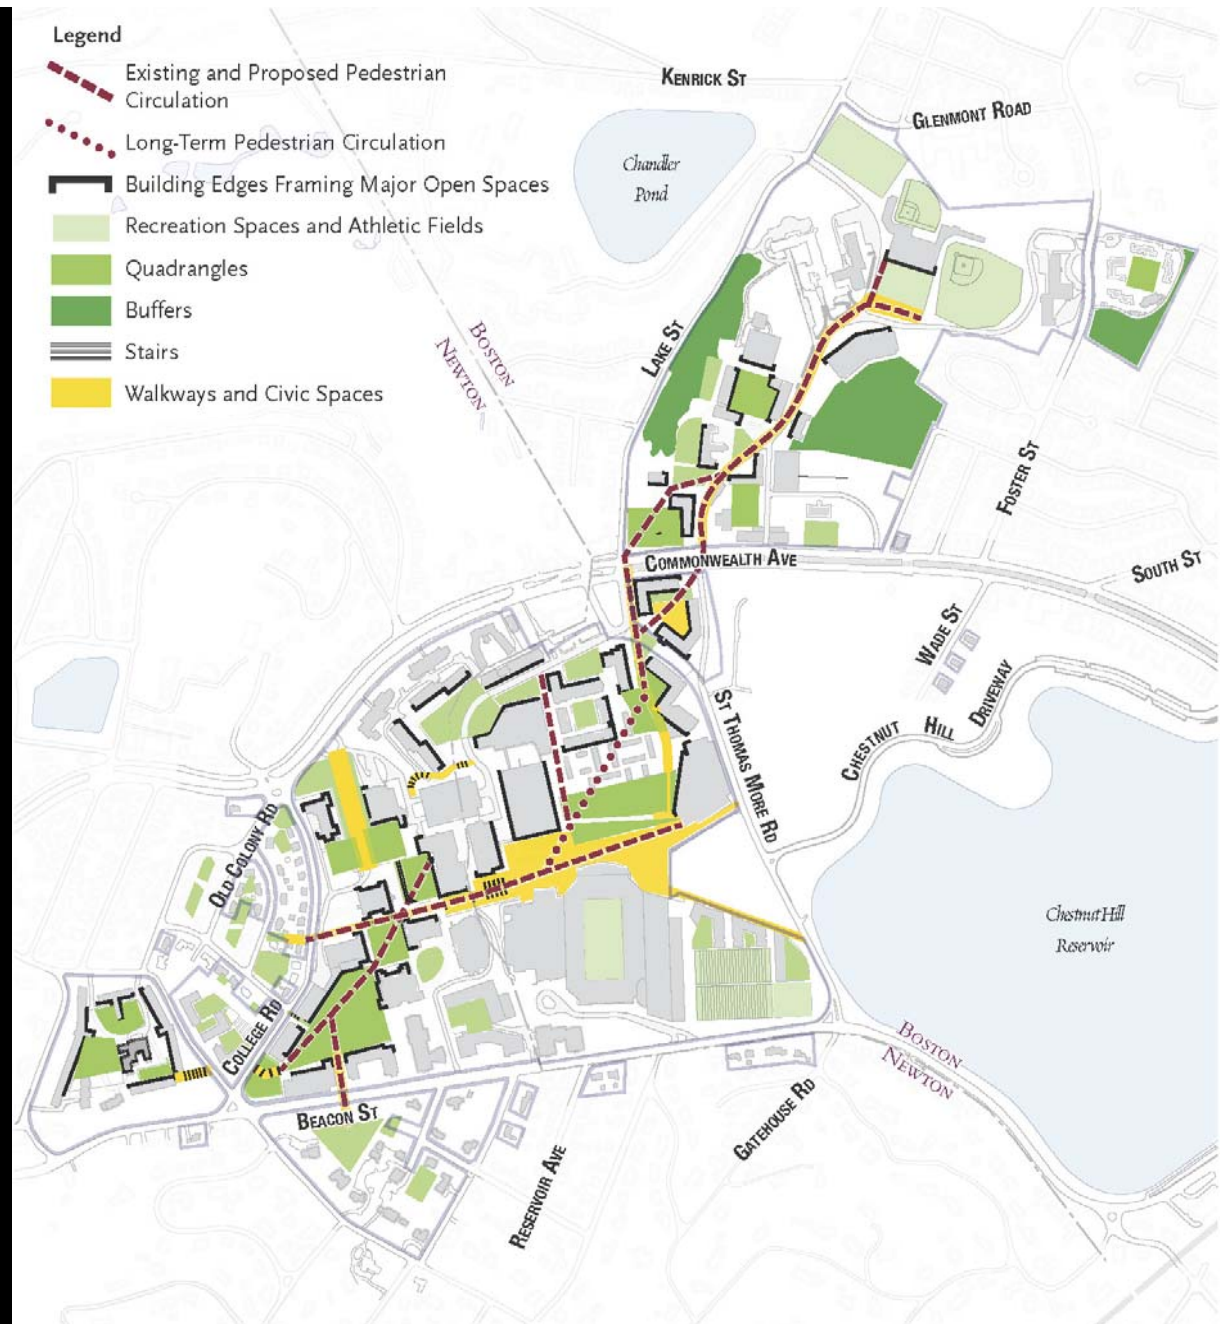 Legend
Existing and Proposed Pedestrian
Circulation
Long-Term Pedestrian Circulation
Building Edges Framing Major Open Spaces
Recreation Spaces and Athletic Fields
Quadrangles
Buffers
Stairs
Walkways and Civic Spaces
KENRICK ST
GLENMONT ROAD
Chandler
Pond
LAKE ST
BOSTON
NEWTON
FOSTER ST
COMMONWEALTH AVE
SOUTH ST
WADE ST
ST THOMAS MORE RD
CHESTNUT HILL DRIVEWAY
OLD COLONY RD
Chestnut Hill
Reservoir
COLLEGE RD
BOSTON
NEWTON
BEACON ST
GATEHOUSE RD
RESERVOIR AVE